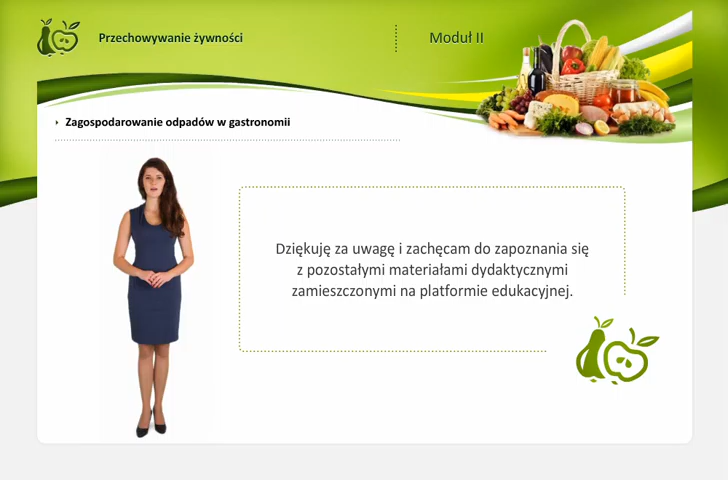 Przechowywanie żywności
Moduł II
Zagospodarowanie odpadów w gastronomii
Dziękuję za uwagę i zachęcam do zapoznania się
z pozostałymi materiałami dydaktycznymi
zamieszczonymi na platformie edukacyjnej.